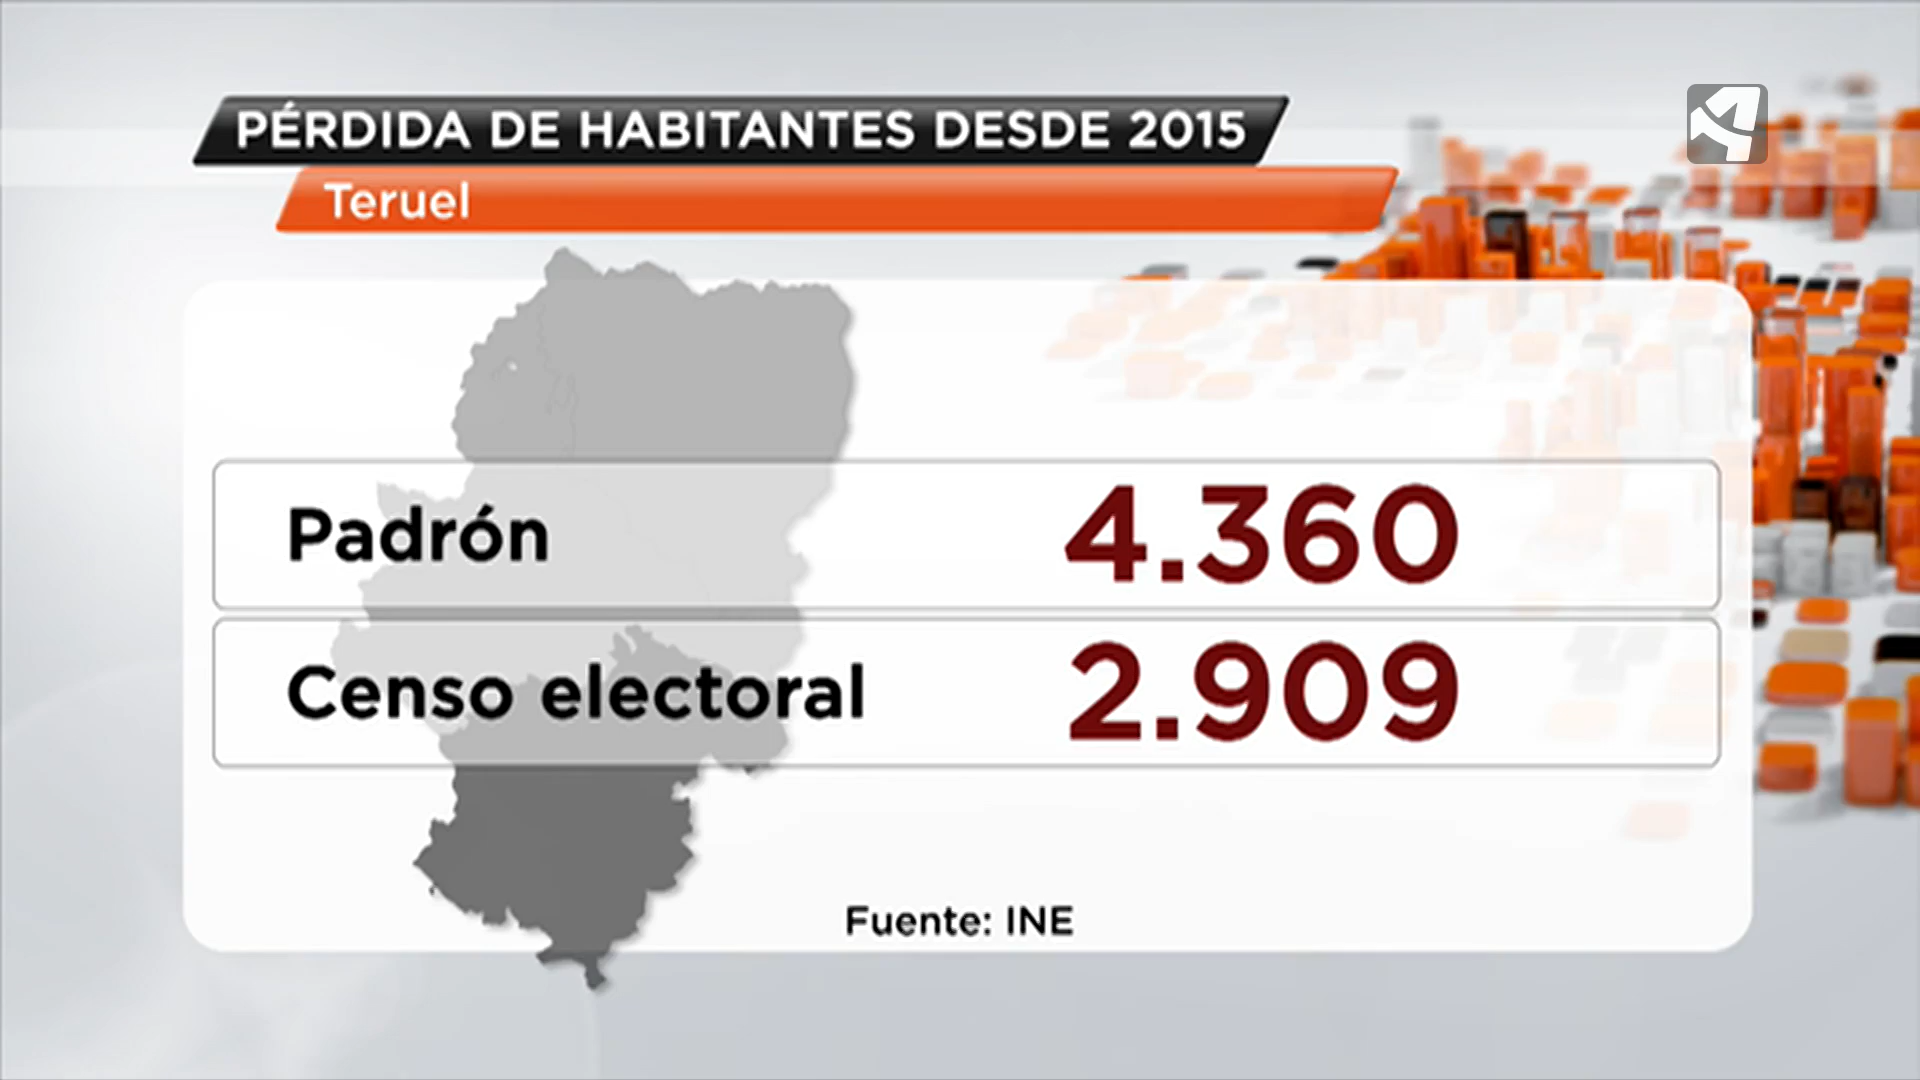 PÉRDIDA DE HABITANTES DESDE 2015
Teruel
Padrón 4.360
Censo electoral 2.909
Fuente: INE